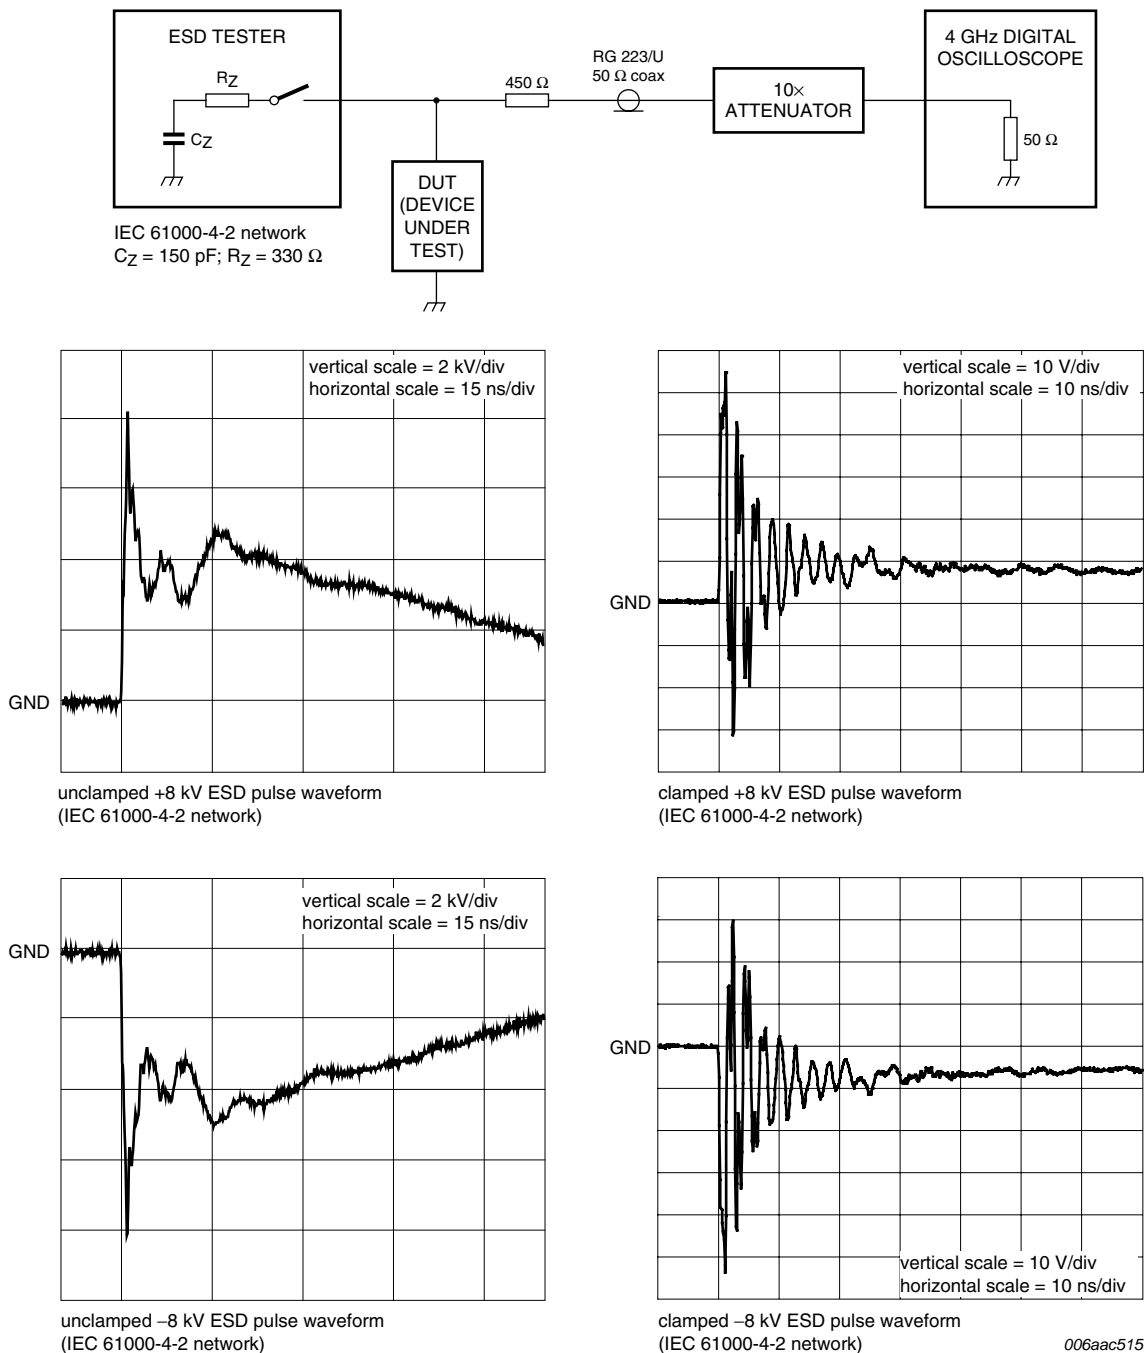 ESD TESTER
RZ
CZ
IEC 61000-4-2 network
CZ = 150 pF; RZ = 330 Ω
DUT
(DEVICE
UNDER
TEST)
450 Ω
RG 223/U
50 Ω coax
10×
ATTENUATOR
4 GHz DIGITAL
OSCILLOSCOPE
50 Ω
vertical scale = 2 kV/div
horizontal scale = 15 ns/div
GND
unclamped +8 kV ESD pulse waveform
(IEC 61000-4-2 network)
vertical scale = 10 V/div
horizontal scale = 10 ns/div
GND
clamped +8 kV ESD pulse waveform
(IEC 61000-4-2 network)
vertical scale = 2 kV/div
horizontal scale = 15 ns/div
GND
unclamped −8 kV ESD pulse waveform
(IEC 61000-4-2 network)
GND
vertical scale = 10 V/div
horizontal scale = 10 ns/div
clamped −8 kV ESD pulse waveform
(IEC 61000-4-2 network)
006aac515